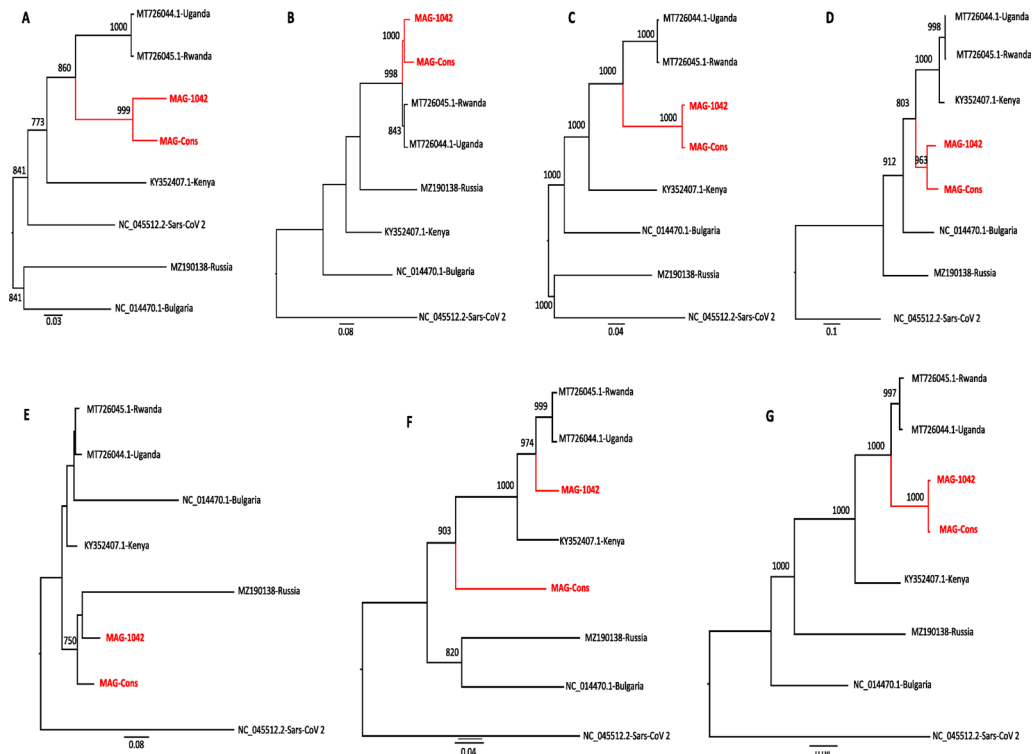 A
MT726044.1-Uganda
1000
MT726045.1-Rwanda
860
MAG-1042
999
773
MAG-Cons
841
KY352407.1-Kenya
NC_045512.2-Sars-CoV 2
MZ190138-Russia
841
NC_014470.1-Bulgaria
0.03
B
MAG-1042
1000
MAG-Cons
998
MT726045.1-Rwanda
843
MT726044.1-Uganda
MZ190138-Russia
KY352407.1-Kenya
NC_014470.1-Bulgaria
NC_045512.2-Sars-CoV 2
0.08
C
MT726044.1-Uganda
1000
MT726045.1-Rwanda
1000
MAG-1042
1000
1000
MAG-Cons
1000
KY352407.1-Kenya
NC_014470.1-Bulgaria
MZ190138-Russia
1000
NC_045512.2-Sars-CoV 2
0.04
D
MT726044.1-Uganda
998
MT726045.1-Rwanda
1000
KY352407.1-Kenya
803
MAG-1042
963
912
MAG-Cons
NC_014470.1-Bulgaria
MZ190138-Russia
NC_045512.2-Sars-CoV 2
0.1
E
MT726045.1-Rwanda
MT726044.1-Uganda
NC_014470.1-Bulgaria
KY352407.1-Kenya
MZ190138-Russia
750
MAG-1042
MAG-Cons
NC_045512.2-Sars-CoV 2
0.08
F
MT726045.1-Rwanda
999
MT726044.1-Uganda
974
MAG-1042
1000
KY352407.1-Kenya
903
MAG-Cons
MZ190138-Russia
820
NC_014470.1-Bulgaria
NC_045512.2-Sars-CoV 2
0.04
G
MT726045.1-Rwanda
997
MT726044.1-Uganda
1000
MAG-1042
1000
1000
MAG-Cons
1000
KY352407.1-Kenya
MZ190138-Russia
NC_014470.1-Bulgaria
NC_045512.2-Sars-CoV 2